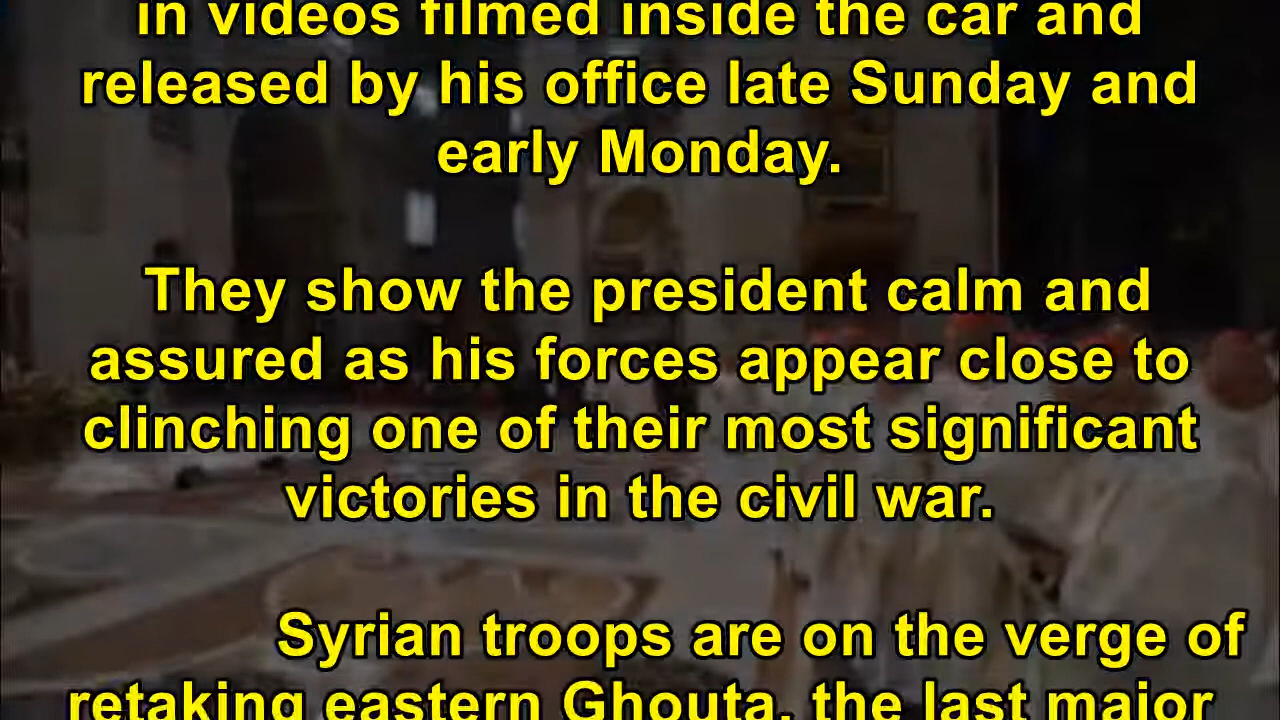 in videos filmed inside the car and
released by his office late Sunday and
early Monday.
They show the president calm and
assured as his forces appear close to
clinching one of their most significant
victories in the civil war.
Syrian troops are on the verge of
retaking eastern Ghouta, the last major